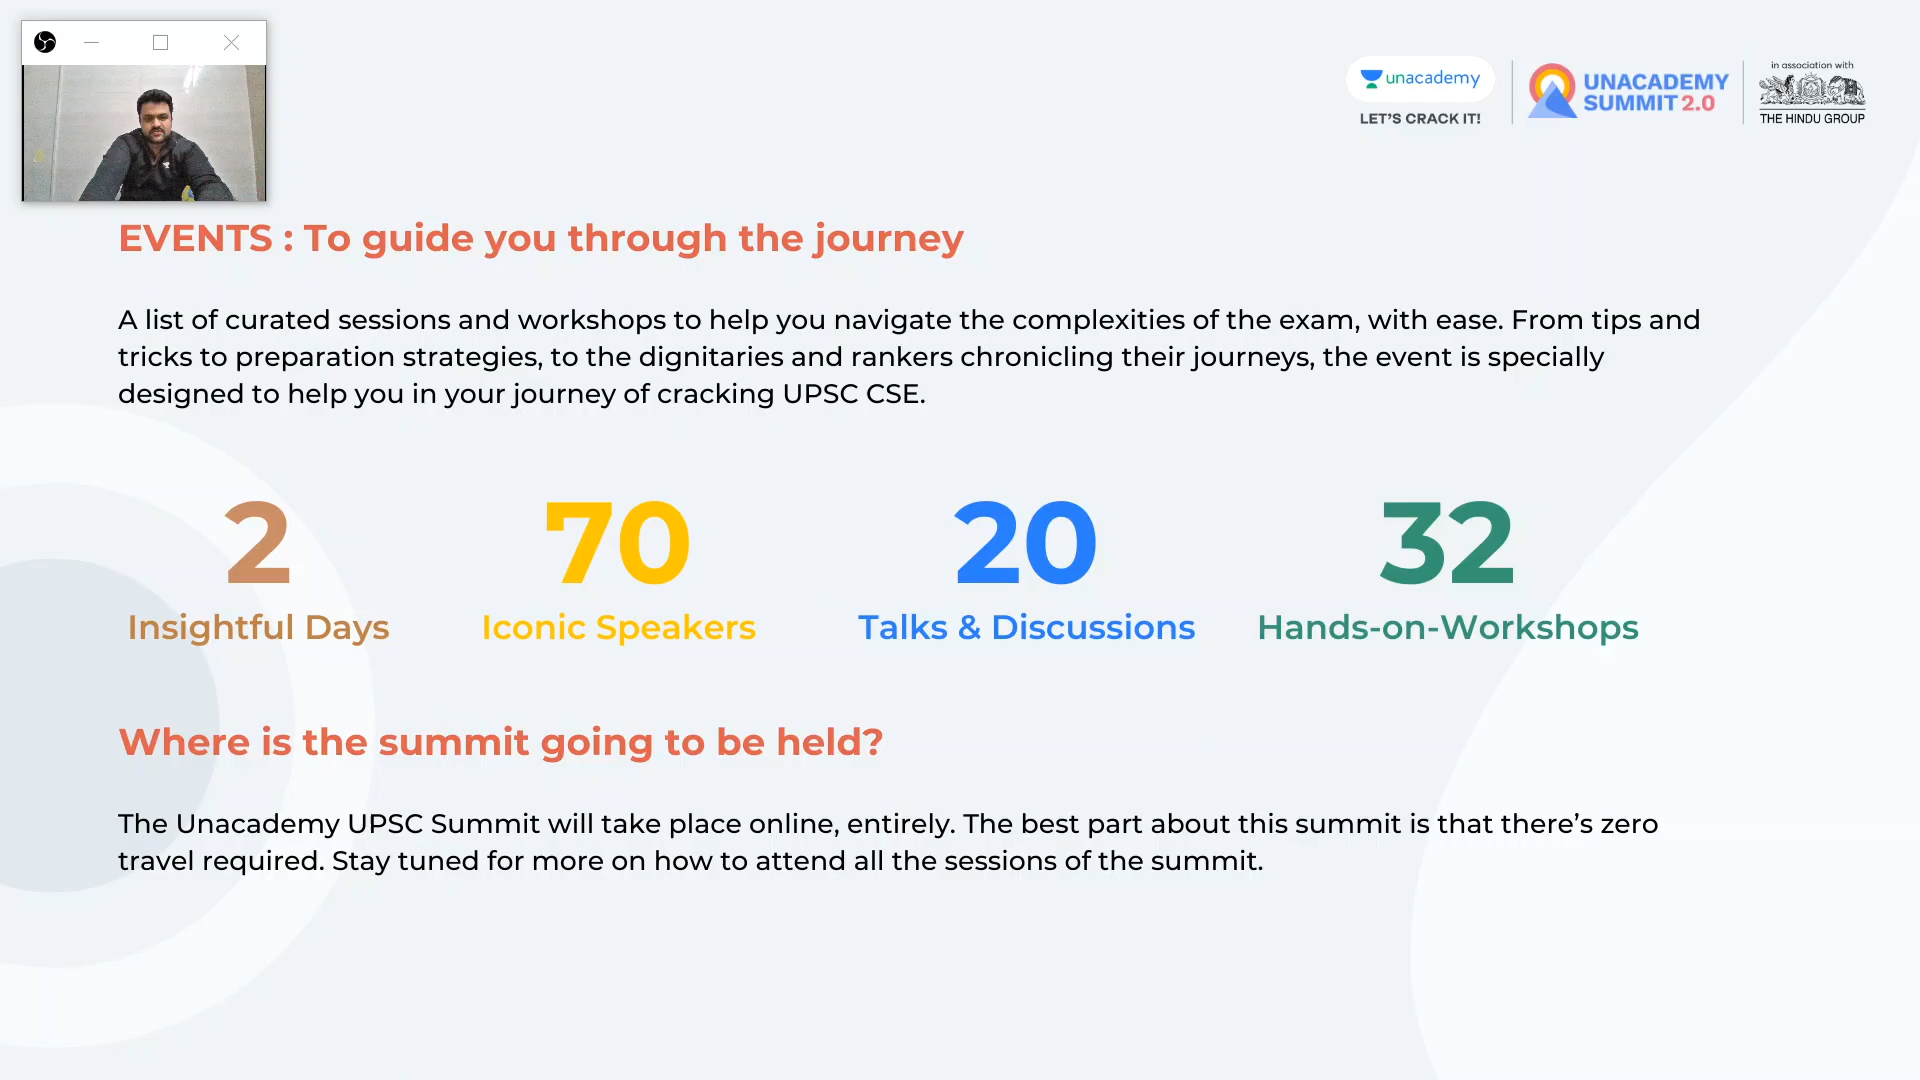 unacademy
LET'S CRACK IT!
UNACADEMY
SUMMIT 2.0
in association with
THE HINDU GROUP
EVENTS : To guide you through the journey
A list of curated sessions and workshops to help you navigate the complexities of the exam, with ease. From tips and
tricks to preparation strategies, to the dignitaries and rankers chronicling their journeys, the event is specially
designed to help you in your journey of cracking UPSC CSE.
2
Insightful Days
70
Iconic Speakers
20
Talks & Discussions
32
Hands-on-Workshops
Where is the summit going to be held?
The Unacademy UPSC Summit will take place online, entirely. The best part about this summit is that there’s zero
travel required. Stay tuned for more on how to attend all the sessions of the summit.